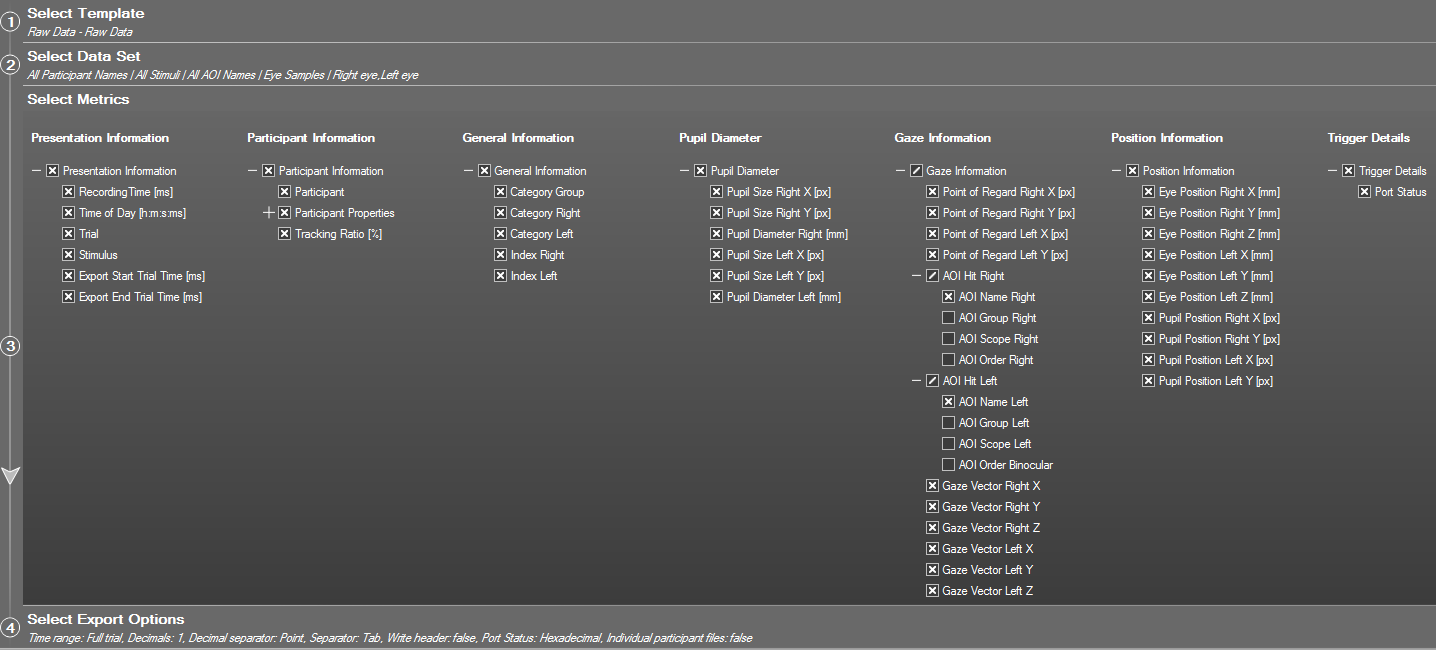 1
Select Template
Raw Data - Raw Data
2
Select Data Set
All Participant Names | All Stimuli | All AOI Names | Eye Samples | Right eye,Left eye
3
Select Metrics
Presentation Information
Presentation Information
RecordingTime [ms]
Time of Day [h:m:s:ms]
Trial
Stimulus
Export Start Trial Time [ms]
Export End Trial Time [ms]
Participant Information
Participant Information
Participant
Participant Properties
Tracking Ratio [%]
General Information
General Information
Category Group
Category Right
Category Left
Index Right
Index Left
Pupil Diameter
Pupil Diameter
Pupil Size Right X [px]
Pupil Size Right Y [px]
Pupil Diameter Right [mm]
Pupil Size Left X [px]
Pupil Size Left Y [px]
Pupil Diameter Left [mm]
Gaze Information
Gaze Information
Point of Regard Right X [px]
Point of Regard Right Y [px]
Point of Regard Left X [px]
Point of Regard Left Y [px]
AOI Hit Right
AOI Name Right
AOI Group Right
AOI Scope Right
AOI Order Right
AOI Hit Left
AOI Name Left
AOI Group Left
AOI Scope Left
AOI Order Binocular
Gaze Vector Right X
Gaze Vector Right Y
Gaze Vector Right Z
Gaze Vector Left X
Gaze Vector Left Y
Gaze Vector Left Z
Position Information
Position Information
Eye Position Right X [mm]
Eye Position Right Y [mm]
Eye Position Right Z [mm]
Eye Position Left X [mm]
Eye Position Left Y [mm]
Eye Position Left Z [mm]
Pupil Position Right X [px]
Pupil Position Right Y [px]
Pupil Position Left X [px]
Pupil Position Left Y [px]
Trigger Details
Trigger Details
Port Status
4
Select Export Options
Time range: Full trial, Decimals: 1, Decimal separator: Point, Separator: Tab, Write header: false, Port Status: Hexadecimal, Individual participant files: false